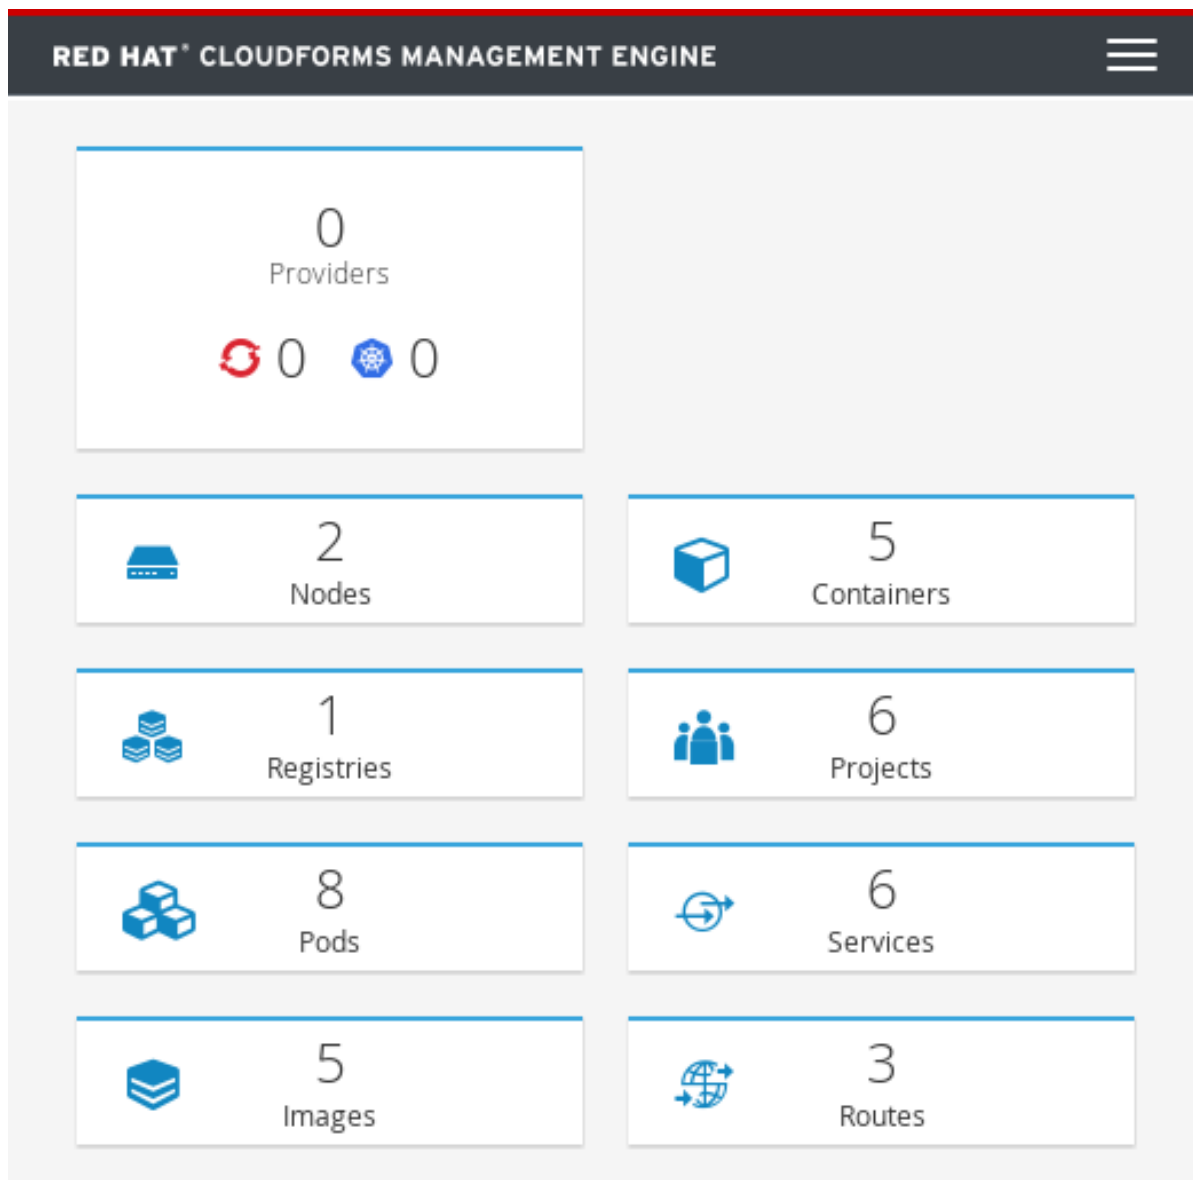 RED HAT® CLOUDFORMS MANAGEMENT ENGINE
0
Providers
0 0
2
Nodes
5
Containers
1
Registries
6
Projects
8
Pods
6
Services
5
Images
3
Routes